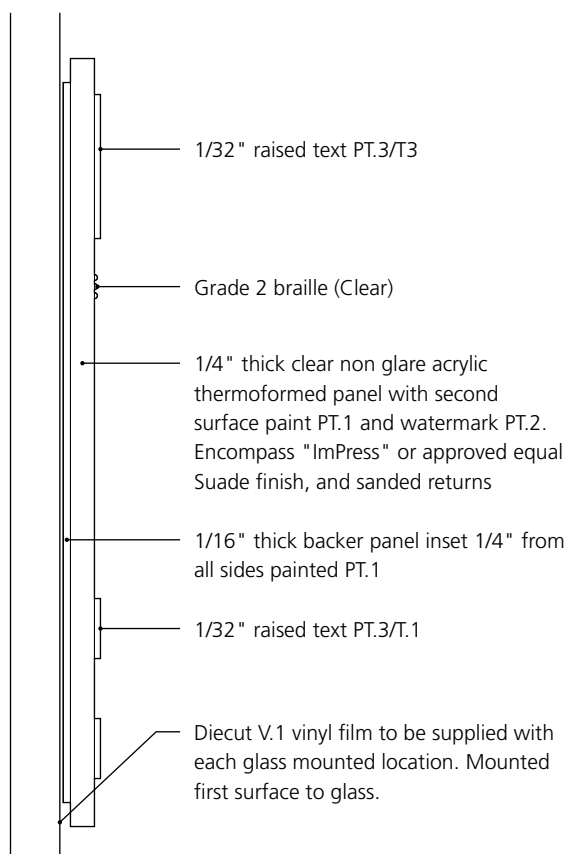 1/32" raised text PT.3/T3
Grade 2 braille (Clear)
1/4" thick clear non glare acrylic
thermoformed panel with second
surface paint PT.1 and watermark PT.2.
Encompass "ImPress" or approved equal
Suade finish, and sanded returns
1/16" thick backer panel inset 1/4" from
all sides painted PT.1
1/32" raised text PT.3/T.1
Diecut V.1 vinyl film to be supplied with
each glass mounted location. Mounted
first surface to glass.